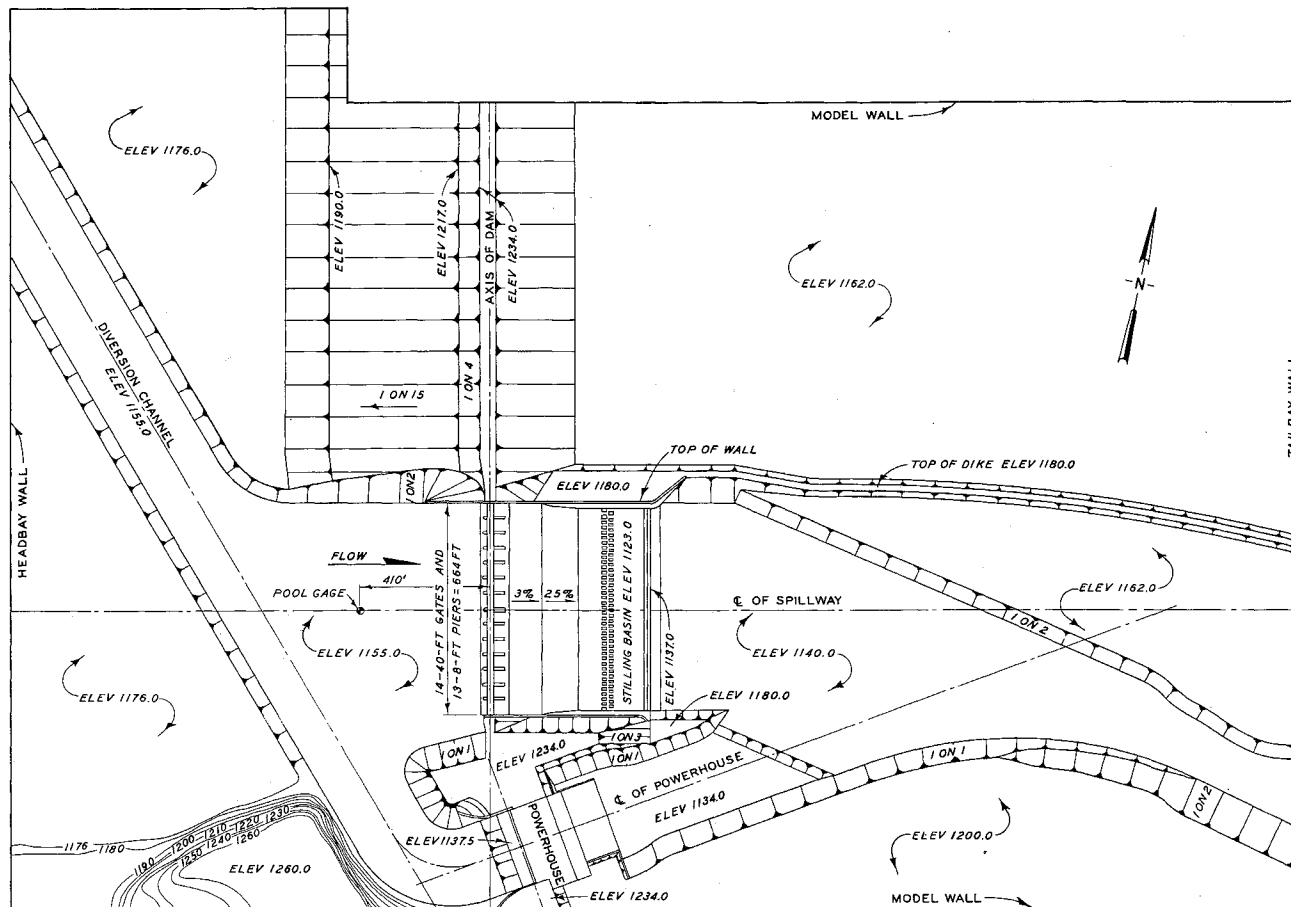 MODEL WALL
ELEV 1176.0
ELEV 1190.0
ELEV 1217.0
AXIS OF DAM
ELEV 1234.0
ELEV 1162.0
-N-
DIVERSION CHANNEL
ELEV 1155.0
1 ON 4
1 ON 15
HEADBAY WALL
TOP OF WALL
TOP OF DIKE ELEV 1180.0
1 ON 2
ELEV 1180.0
FLOW
410'
POOL GAGE
14-40-FT GATES AND
13-8-FT PIERS = 664 FT
3%
25%
STILLING BASIN ELEV 1123.0
ELEV 1137.0
℄ OF SPILLWAY
ELEV 1162.0
1 ON 2
ELEV 1155.0
ELEV 1140.0
ELEV 1176.0
ELEV 1180.0
1 ON 1
ELEV 1234.0
1 ON 3
1 ON 1
℄ OF POWERHOUSE
ELEV 1134.0
1 ON 1
1 ON 2
1176
1180
1190
1200
1210
1220
1230
1240
1250
1260
ELEV 1260.0
ELEV 1137.5
POWERHOUSE
ELEV 1200.0
ELEV 1234.0
MODEL WALL